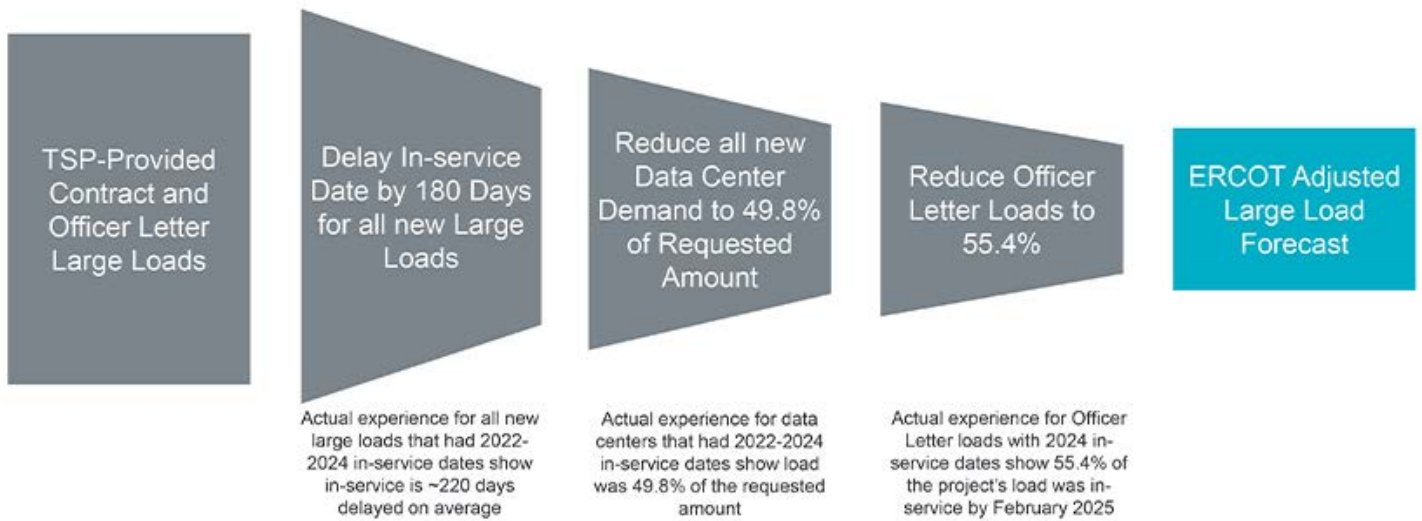 TSP-Provided
Contract and
Officer Letter
Large Loads
Delay In-service
Date by 180 Days
for all new Large
Loads
Reduce all new
Data Center
Demand to 49.8%
of Requested
Amount
Reduce Officer
Letter Loads to
55.4%
ERCOT Adjusted
Large Load
Forecast
Actual experience for all new
large loads that had 2022-
2024 in-service dates show
in-service is ~220 days
delayed on average
Actual experience for data
centers that had 2022-2024
in-service dates show load
was 49.8% of the requested
amount
Actual experience for Officer
Letter loads with 2024 in-
service dates show 55.4% of
the project's load was in-
service by February 2025